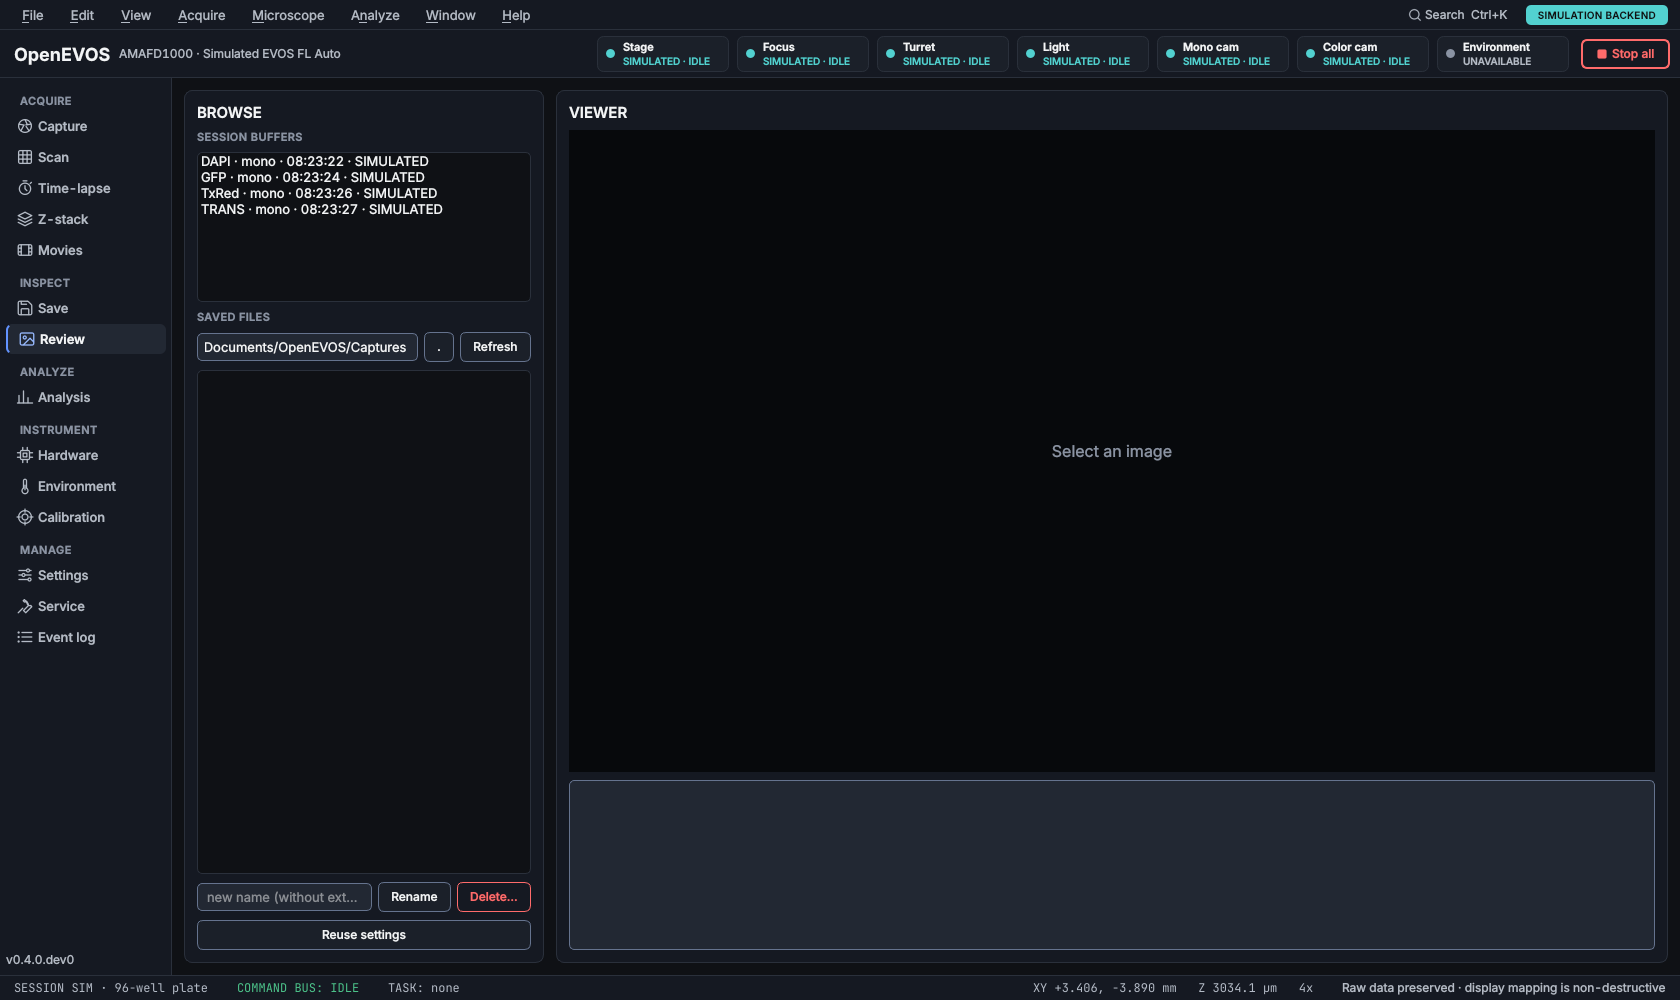 File Edit View Acquire Microscope Analyze Window Help Search Ctrl+K SIMULATION BACKEND
OpenEVOS AMAFD1000 · Simulated EVOS FL Auto
Stage
SIMULATED · IDLE
Focus
SIMULATED · IDLE
Turret
SIMULATED · IDLE
Light
SIMULATED · IDLE
Mono cam
SIMULATED · IDLE
Color cam
SIMULATED · IDLE
Environment
UNAVAILABLE
Stop all
ACQUIRE
Capture
Scan
Time-lapse
Z-stack
Movies
INSPECT
Save
Review
ANALYZE
Analysis
INSTRUMENT
Hardware
Environment
Calibration
MANAGE
Settings
Service
Event log
v0.4.0.dev0
BROWSE
SESSION BUFFERS
DAPI · mono · 08:23:22 · SIMULATED
GFP · mono · 08:23:24 · SIMULATED
TxRed · mono · 08:23:26 · SIMULATED
TRANS · mono · 08:23:27 · SIMULATED
SAVED FILES
Documents/OpenEVOS/Captures . Refresh
new name (without ext... Rename Delete...
Reuse settings
VIEWER
Select an image
SESSION SIM · 96-well plate COMMAND BUS: IDLE TASK: none XY +3.406, -3.890 mm Z 3034.1 µm 4x Raw data preserved · display mapping is non-destructive